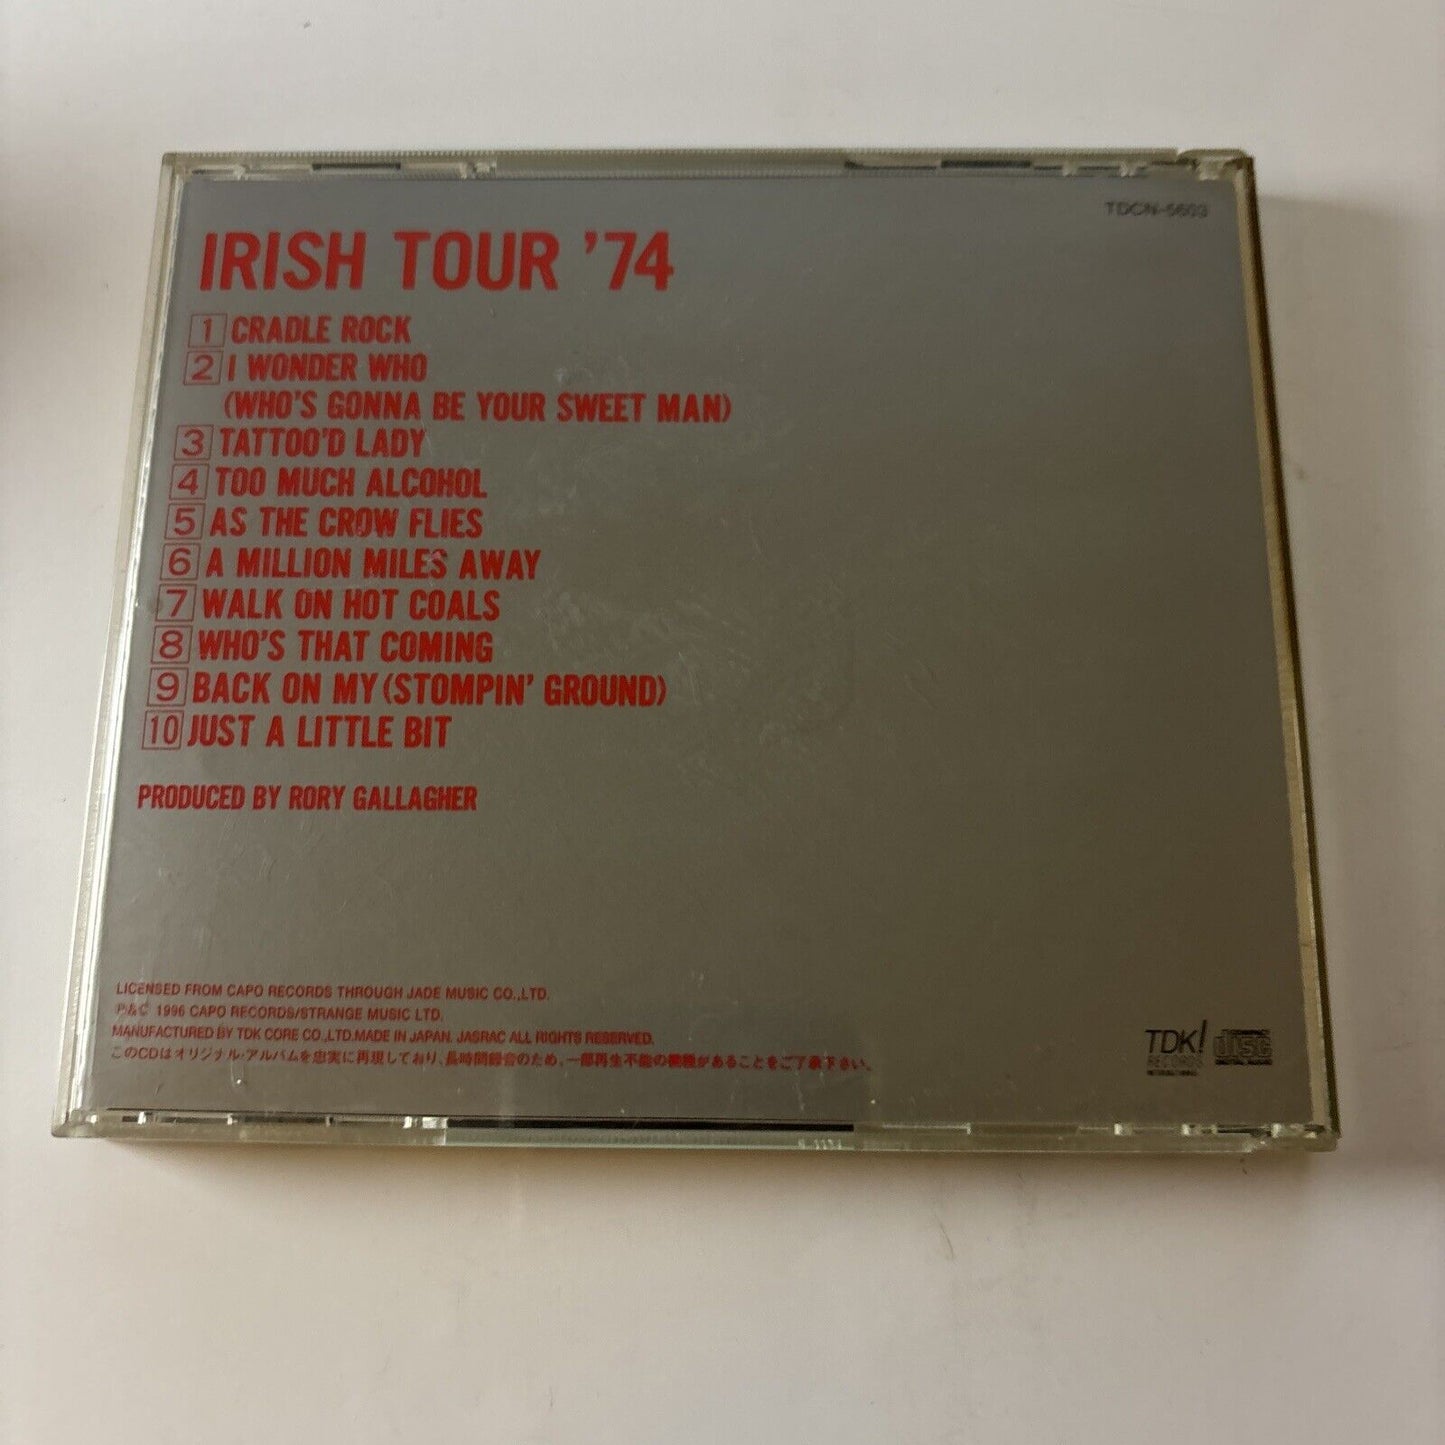 TDCN-5603
IRISH TOUR '74
1 CRADLE ROCK
2 I WONDER WHO
(WHO'S GONNA BE YOUR SWEET MAN)
3 TATTOO'D LADY
4 TOO MUCH ALCOHOL
5 AS THE CROW FLIES
6 A MILLION MILES AWAY
7 WALK ON HOT COALS
8 WHO'S THAT COMING
9 BACK ON MY (STOMPIN' GROUND)
10 JUST A LITTLE BIT
PRODUCED BY RORY GALLAGHER
LICENSED FROM CAPO RECORDS THROUGH JADE MUSIC CO.,LTD.
P&C 1996 CAPO RECORDS/STRANGE MUSIC LTD.
MANUFACTURED BY TDK CORE CO.,LTD.MADE IN JAPAN. JASRAC ALL RIGHTS RESERVED.
このCDはオリジナル・アルバムを忠実に再現しており、長時間録音のため、一部再生不能の機種があることをご了承下さい。
TDK!
RECORDS
COMPACT
disc
DIGITAL AUDIO